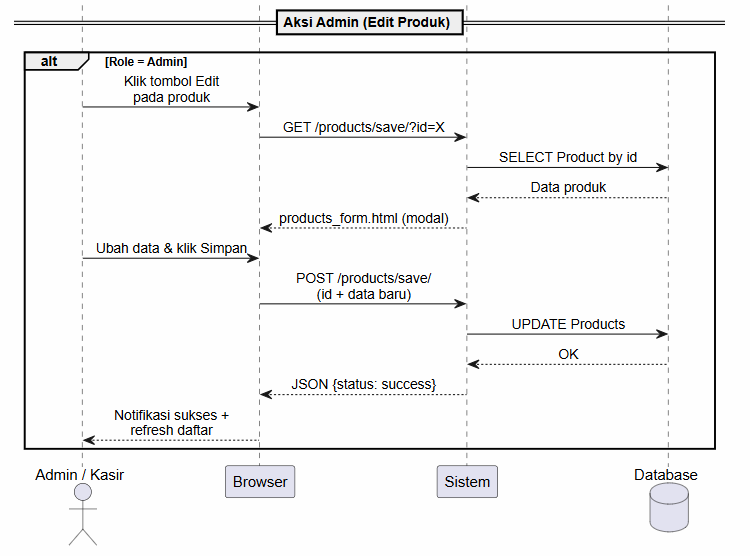 Aksi Admin (Edit Produk)
alt
[Role = Admin]
Klik tombol Edit
pada produk
GET /products/save/?id=X
SELECT Product by id
Data produk
products_form.html (modal)
Ubah data & klik Simpan
POST /products/save/
(id + data baru)
UPDATE Products
OK
JSON {status: success}
Notifikasi sukses +
refresh daftar
Admin / Kasir
Browser
Sistem
Database